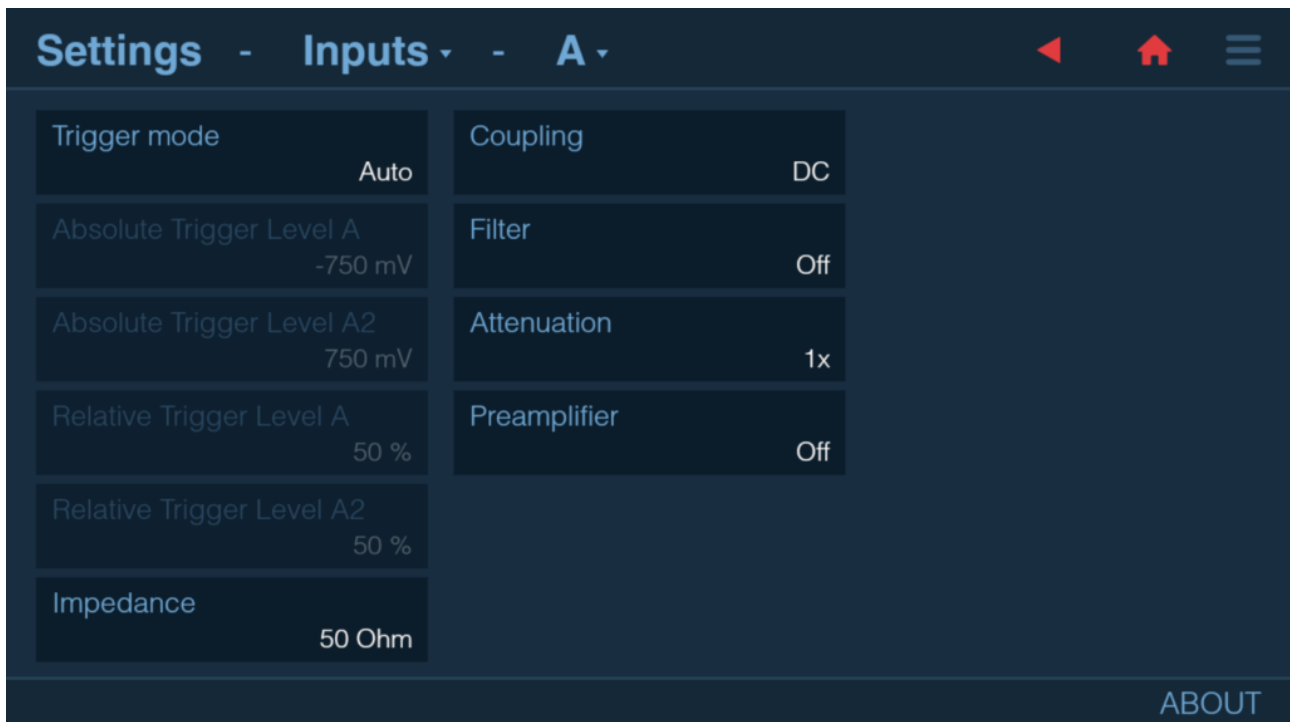 Settings - Inputs - A
Trigger mode
Auto
Absolute Trigger Level A
-750 mV
Absolute Trigger Level A2
750 mV
Relative Trigger Level A
50 %
Relative Trigger Level A2
50 %
Impedance
50 Ohm
Coupling
DC
Filter
Off
Attenuation
1x
Preamplifier
Off
ABOUT